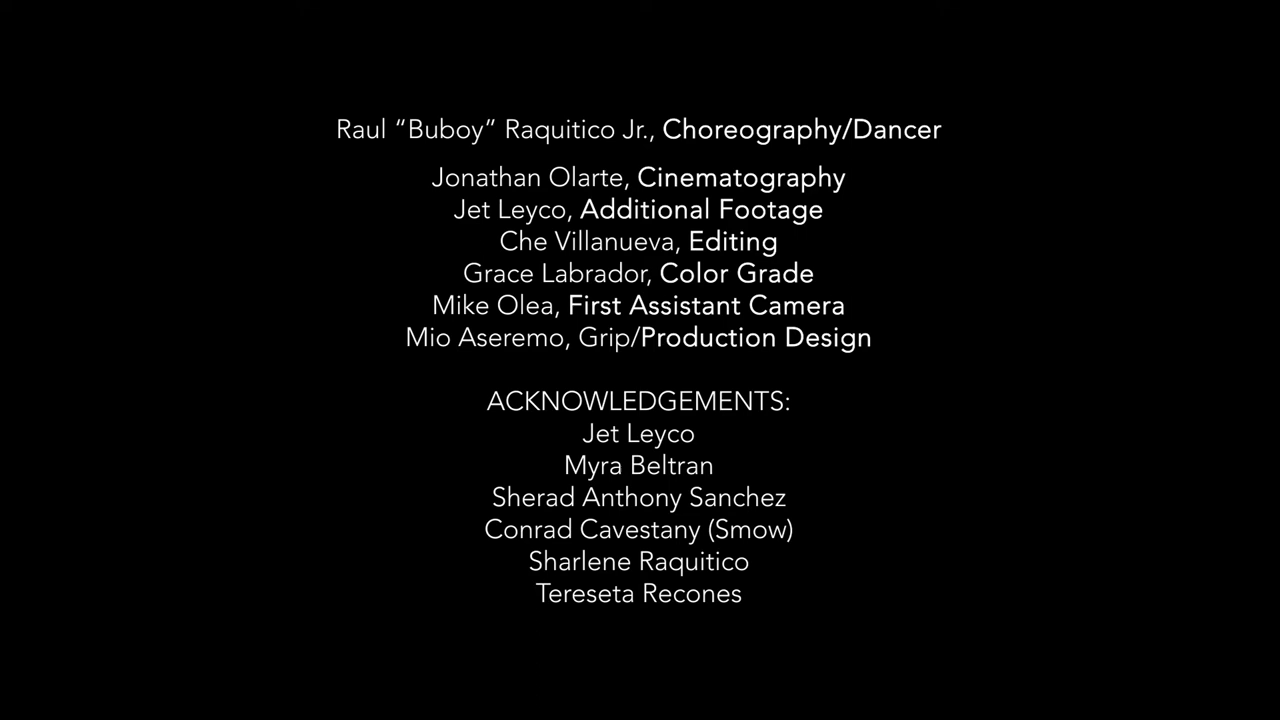 Raul “Buboy” Raquitico Jr., Choreography/Dancer
Jonathan Olarte, Cinematography
Jet Leyco, Additional Footage
Che Villanueva, Editing
Grace Labrador, Color Grade
Mike Olea, First Assistant Camera
Mio Aseremo, Grip/Production Design
ACKNOWLEDGEMENTS:
Jet Leyco
Myra Beltran
Sherad Anthony Sanchez
Conrad Cavestany (Smow)
Sharlene Raquitico
Tereseta Recones